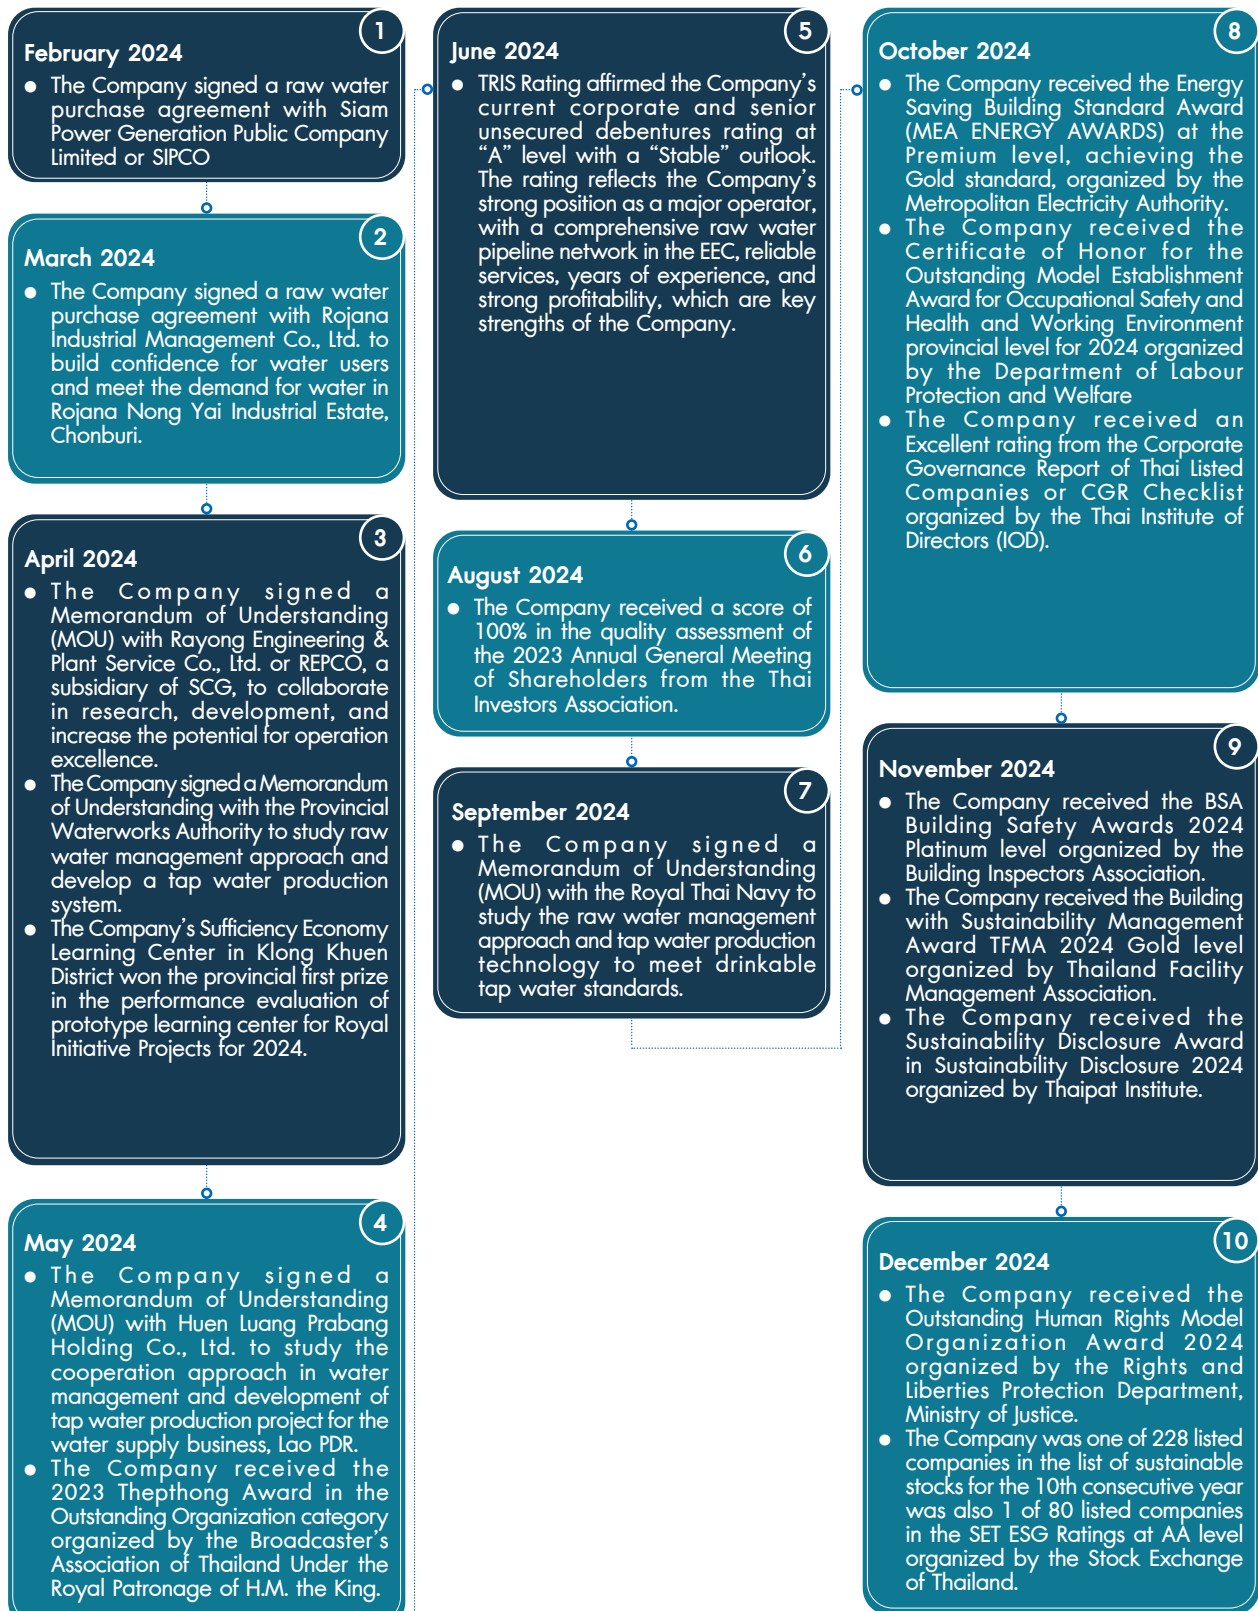 1
February 2024
● The Company signed a raw water
purchase agreement with Siam
Power Generation Public Company
Limited or SIPCO
2
March 2024
● The Company signed a raw water
purchase agreement with Rojana
Industrial Management Co., Ltd. to
build confidence for water users
and meet the demand for water in
Rojana Nong Yai Industrial Estate,
Chonburi.
3
April 2024
● The Company signed a
Memorandum of Understanding
(MOU) with Rayong Engineering &
Plant Service Co., Ltd. or REPCO, a
subsidiary of SCG, to collaborate
in research, development, and
increase the potential for operation
excellence.
● The Company signed a Memorandum
of Understanding with the Provincial
Waterworks Authority to study raw
water management approach and
develop a tap water production
system.
● The Company's Sufficiency Economy
Learning Center in Klong Khuen
District won the provincial first prize
in the performance evaluation of
prototype learning center for Royal
Initiative Projects for 2024.
4
May 2024
● The Company signed a
Memorandum of Understanding
(MOU) with Huen Luang Prabang
Holding Co., Ltd. to study the
cooperation approach in water
management and development of
tap water production project for the
water supply business, Lao PDR.
● The Company received the
2023 Thepthong Award in the
Outstanding Organization category
organized by the Broadcaster's
Association of Thailand Under the
Royal Patronage of H.M. the King.
5
June 2024
● TRIS Rating affirmed the Company's
current corporate and senior
unsecured debentures rating at
“A” level with a “Stable” outlook.
The rating reflects the Company's
strong position as a major operator,
with a comprehensive raw water
pipeline network in the EEC, reliable
services, years of experience, and
strong profitability, which are key
strengths of the Company.
6
August 2024
● The Company received a score of
100% in the quality assessment of
the 2023 Annual General Meeting
of Shareholders from the Thai
Investors Association.
7
September 2024
● The Company signed a
Memorandum of Understanding
(MOU) with the Royal Thai Navy to
study the raw water management
approach and tap water production
technology to meet drinkable
tap water standards.
8
October 2024
● The Company received the Energy
Saving Building Standard Award
(MEA ENERGY AWARDS) at the
Premium level, achieving the
Gold standard, organized by the
Metropolitan Electricity Authority.
● The Company received the
Certificate of Honor for the
Outstanding Model Establishment
Award for Occupational Safety and
Health and Working Environment
provincial level for 2024 organized
by the Department of Labour
Protection and Welfare
● The Company received an
Excellent rating from the Corporate
Governance Report of Thai Listed
Companies or CGR Checklist
organized by the Thai Institute of
Directors (IOD).
9
November 2024
● The Company received the BSA
Building Safety Awards 2024
Platinum level organized by the
Building Inspectors Association.
● The Company received the Building
with Sustainability Management
Award TFMA 2024 Gold level
organized by Thailand Facility
Management Association.
● The Company received the
Sustainability Disclosure Award
in Sustainability Disclosure 2024
organized by Thaipat Institute.
10
December 2024
● The Company received the
Outstanding Human Rights Model
Organization Award 2024
organized by the Rights and
Liberties Protection Department,
Ministry of Justice.
● The Company was one of 228 listed
companies in the list of sustainable
stocks for the 10th consecutive year
was also 1 of 80 listed companies
in the SET ESG Ratings at AA level
organized by the Stock Exchange
of Thailand.